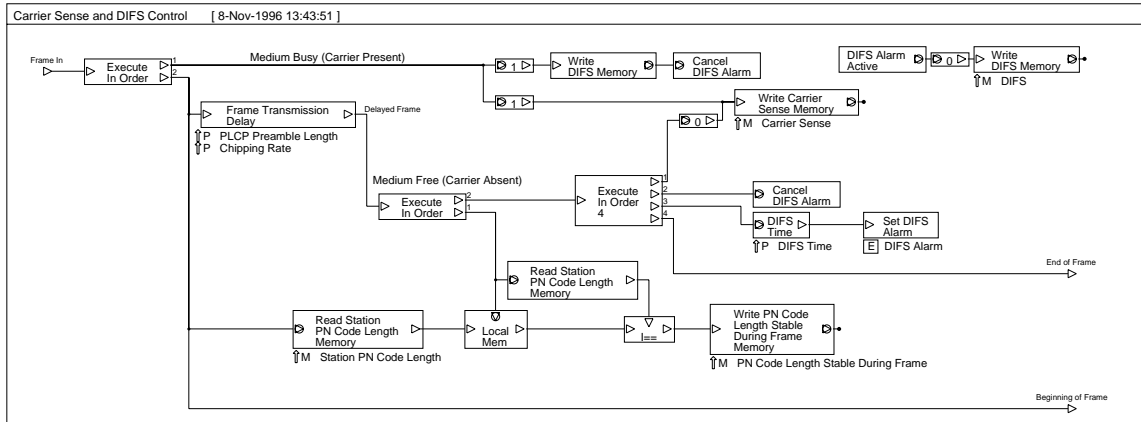 Carrier Sense and DIFS Control [ 8-Nov-1996 13:43:51 ]
Frame In
Execute
In Order
1
2
Medium Busy (Carrier Present)
1
Write
DIFS Memory
Cancel
DIFS Alarm
DIFS Alarm
Active
0
Write
DIFS Memory
M DIFS
1
Write Carrier
Sense Memory
M Carrier Sense
0
Frame Transmission
Delay
Delayed Frame
P PLCP Preamble Length
P Chipping Rate
Medium Free (Carrier Absent)
Execute
In Order
2
1
Execute
In Order
4
1
2
3
4
Cancel
DIFS Alarm
DIFS
Time
P DIFS Time
Set DIFS
Alarm
E DIFS Alarm
End of Frame
Read Station
PN Code Length
Memory
Read Station
PN Code Length
Memory
M Station PN Code Length
Local
Mem
I==
Write PN Code
Length Stable
During Frame
Memory
M PN Code Length Stable During Frame
Beginning of Frame